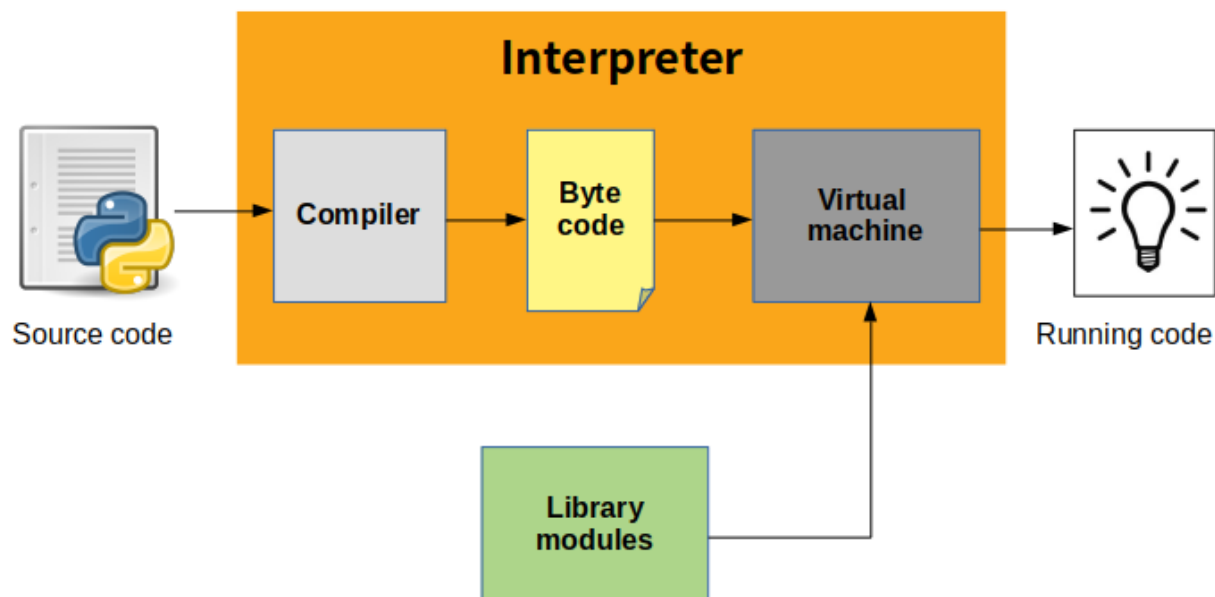 Interpreter
Compiler
Byte
code
Virtual
machine
Source code
Running code
Library
modules